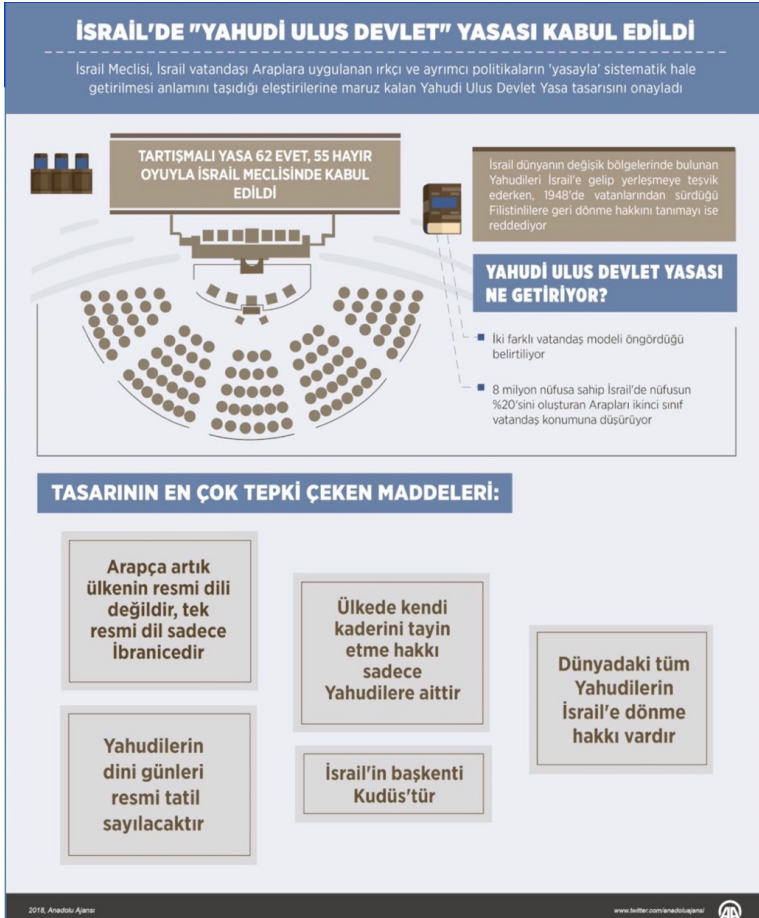 İSRAİL'DE "YAHUDİ ULUS DEVLET" YASASI KABUL EDİLDİ
İsrail Meclisi, İsrail vatandaşı Araplara uygulanan ırkçı ve ayrımcı politikaların 'yasayla' sistematik hale
getirilmesi anlamını taşıdığı eleştirilerine maruz kalan Yahudi Ulus Devlet Yasa tasarısını onayladı
TARTIŞMALI YASA 62 EVET, 55 HAYIR
OYUYLA İSRAİL MECLİSİNDE KABUL
EDİLDİ
İsrail dünyanın değişik bölgelerinde bulunan
Yahudileri İsrail'e gelip yerleşmeye teşvik
ederken, 1948'de vatanlarından sürdüğü
Filistinlilere geri dönme hakkını tanımayı ise
reddediyor
YAHUDİ ULUS DEVLET YASASI
NE GETİRİYOR?
İki farklı vatandaş modeli öngördüğü
belirtiliyor
8 milyon nüfusa sahip İsrail'de nüfusun
%20'sini oluşturan Arapları ikinci sınıf
vatandaş konumuna düşürüyor
TASARININ EN ÇOK TEPKİ ÇEKEN MADDELERİ:
Arapça artık
ülkenin resmi dili
değildir, tek
resmi dil sadece
İbranicedir
Ülkede kendi
kaderini tayin
etme hakkı
sadece
Yahudilere aittir
Dünyadaki tüm
Yahudilerin
İsrail'e dönme
hakkı vardır
Yahudilerin
dini günleri
resmi tatil
sayılacaktır
İsrail'in başkenti
Kudüs'tür
2018, Anadolu Ajansı
www.twitter.com/anadoluajansi
AA